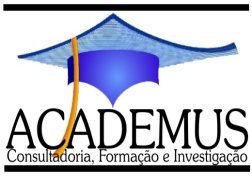 ACADEMUS
Consultadoria, Formação e Investigação